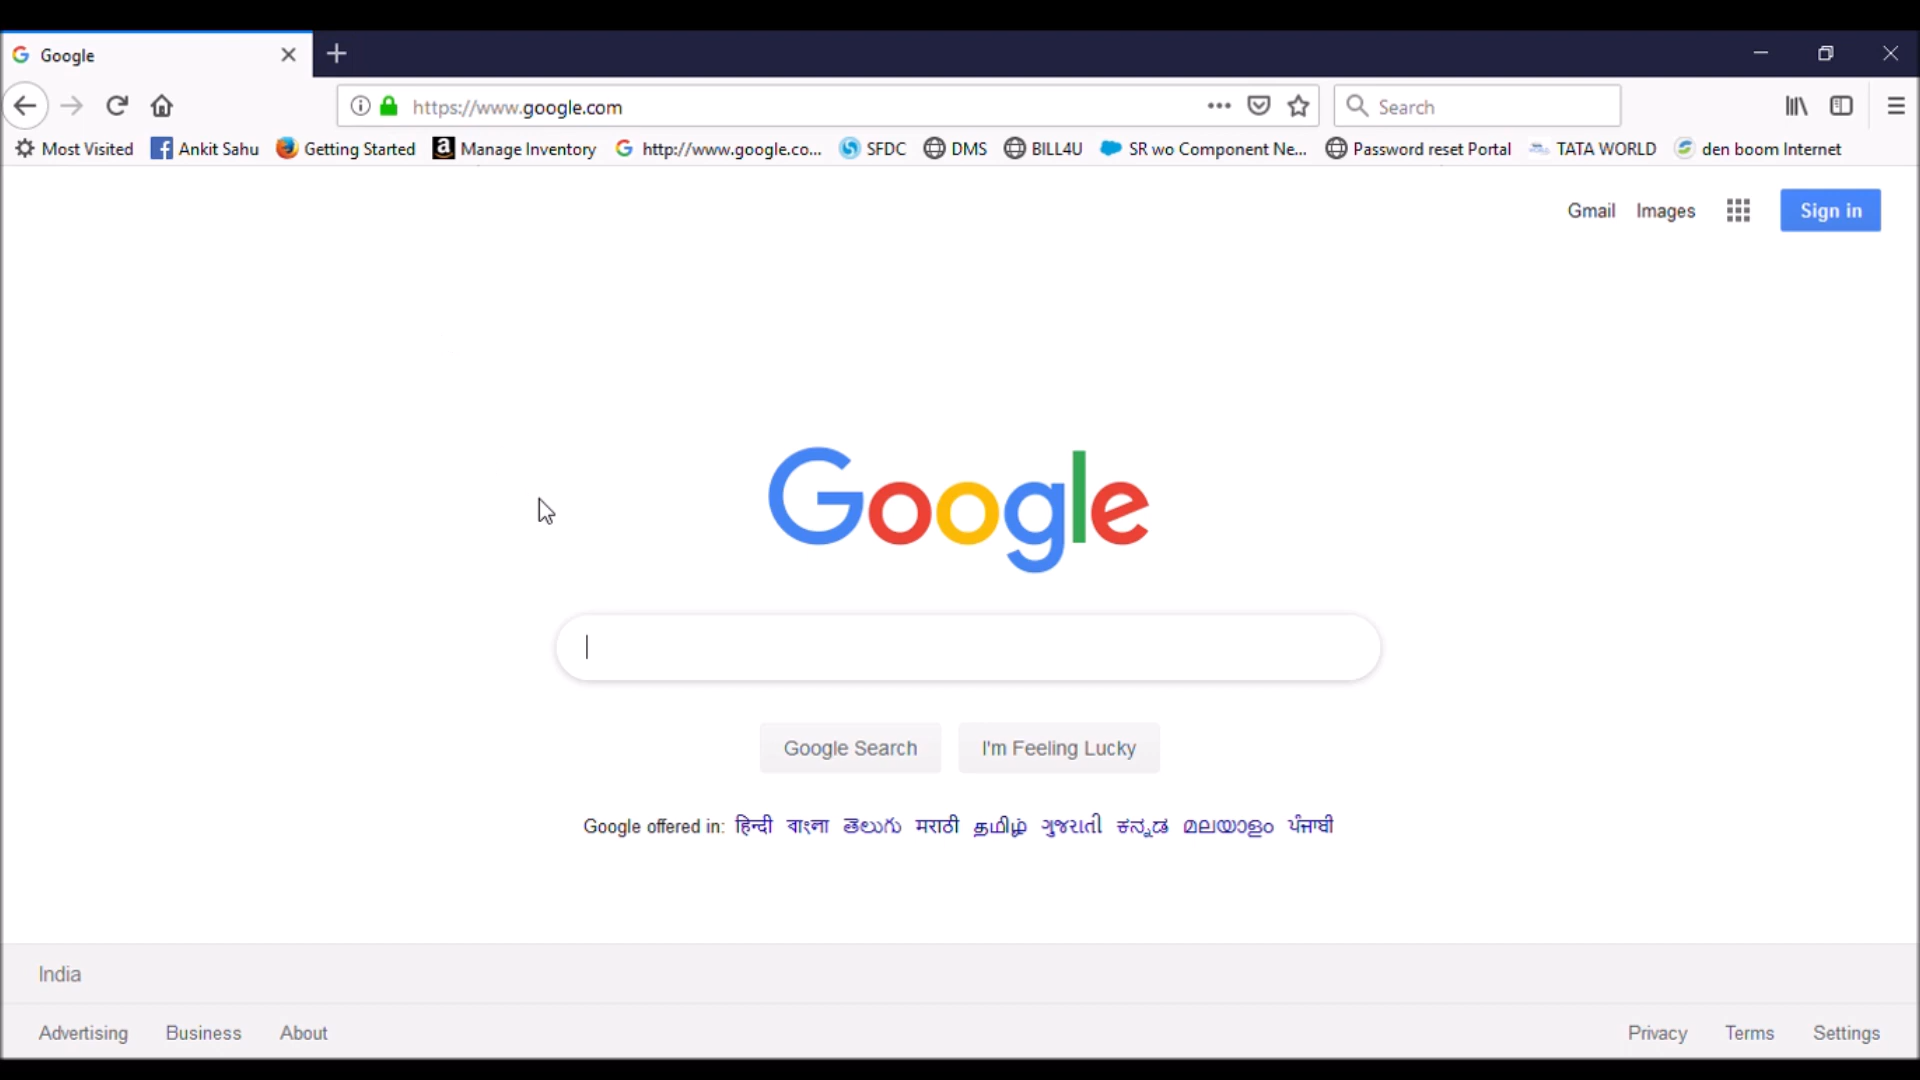 Google
https://www.google.com
Search
Most Visited Ankit Sahu Getting Started Manage Inventory http://www.google.co... SFDC DMS BILL4U SR wo Component Ne... Password reset Portal TATA WORLD den boom Internet
Gmail Images Sign in
Google
Google Search I'm Feeling Lucky
Google offered in: हिन्दी বাংলা తెలుగు मराठी தமிழ் ગુજરાતી ಕನ್ನಡ മലയാളം ਪੰਜਾਬੀ
India
Advertising Business About Privacy Terms Settings